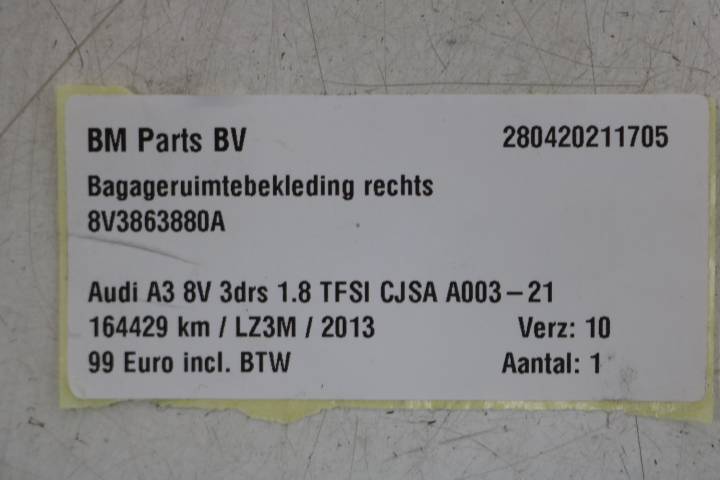 BM Parts BV 280420211705
Bagageruimtebekleding rechts
8V3863880A
Audi A3 8V 3drs 1.8 TFSI CJSA A003-21
164429 km / LZ3M / 2013 Verz: 10
99 Euro incl. BTW Aantal: 1